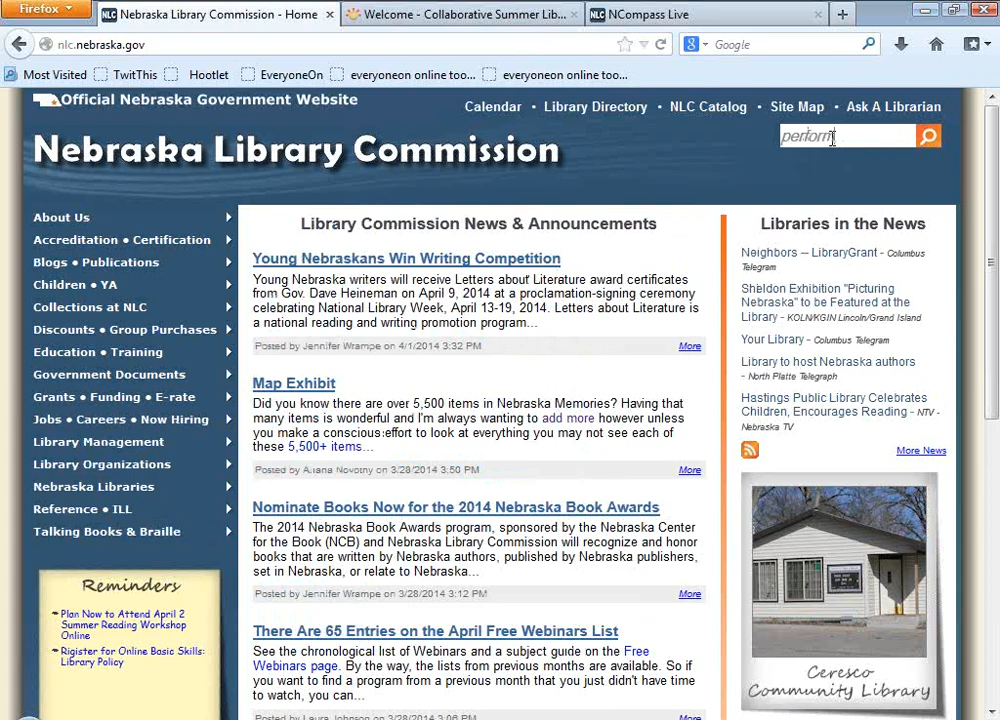 Firefox
Nebraska Library Commission - Home
Welcome - Collaborative Summer Lib...
NCompass Live
nlc.nebraska.gov
Google
Most Visited
TwitThis
Hootlet
EveryoneOn
everyoneon online too...
everyoneon online too...
Official Nebraska Government Website
Calendar • Library Directory • NLC Catalog • Site Map • Ask A Librarian
perform
Nebraska Library Commission
About Us
Accreditation • Certification
Blogs • Publications
Children • YA
Collections at NLC
Discounts • Group Purchases
Education • Training
Government Documents
Grants • Funding • E-rate
Jobs • Careers • Now Hiring
Library Management
Library Organizations
Nebraska Libraries
Reference • ILL
Talking Books & Braille
Reminders
Plan Now to Attend April 2
Summer Reading Workshop
Online
Rigister for Online Basic Skills:
Library Policy
Library Commission News & Announcements
Young Nebraskans Win Writing Competition
Young Nebraska writers will receive Letters about Literature award certificates
from Gov. Dave Heineman on April 9, 2014 at a proclamation-signing ceremony
celebrating National Library Week, April 13-19, 2014. Letters about Literature is
a national reading and writing promotion program...
Posted by Jennifer Wrampe on 4/1/2014 3:32 PM
More
Map Exhibit
Did you know there are over 5,500 items in Nebraska Memories? Having that
many items is wonderful and I'm always wanting to add more however unless
you make a conscious effort to look at everything you may not see each of
these 5,500+ items...
Posted by Allana Novotny on 3/28/2014 3:50 PM
More
Nominate Books Now for the 2014 Nebraska Book Awards
The 2014 Nebraska Book Awards program, sponsored by the Nebraska Center
for the Book (NCB) and Nebraska Library Commission will recognize and honor
books that are written by Nebraska authors, published by Nebraska publishers,
set in Nebraska, or relate to Nebraska...
Posted by Jennifer Wrampe on 3/28/2014 3:12 PM
More
There Are 65 Entries on the April Free Webinars List
See the chronological list of Webinars and a subject guide on the Free
Webinars page. By the way, the lists from previous months are available. So if
you want to find a program from a previous month that you just didn't have time
to watch, you can...
Posted by Laura Johnson on 3/28/2014 3:06 PM
More
Libraries in the News
Neighbors -- LibraryGrant - Columbus
Telegram
Sheldon Exhibition "Picturing
Nebraska" to be Featured at the
Library - KOLN/KGIN Lincoln/Grand Island
Your Library - Columbus Telegram
Library to host Nebraska authors
- North Platte Telegraph
Hastings Public Library Celebrates
Children, Encourages Reading - NTV -
Nebraska TV
More News
Ceresco
Community Library